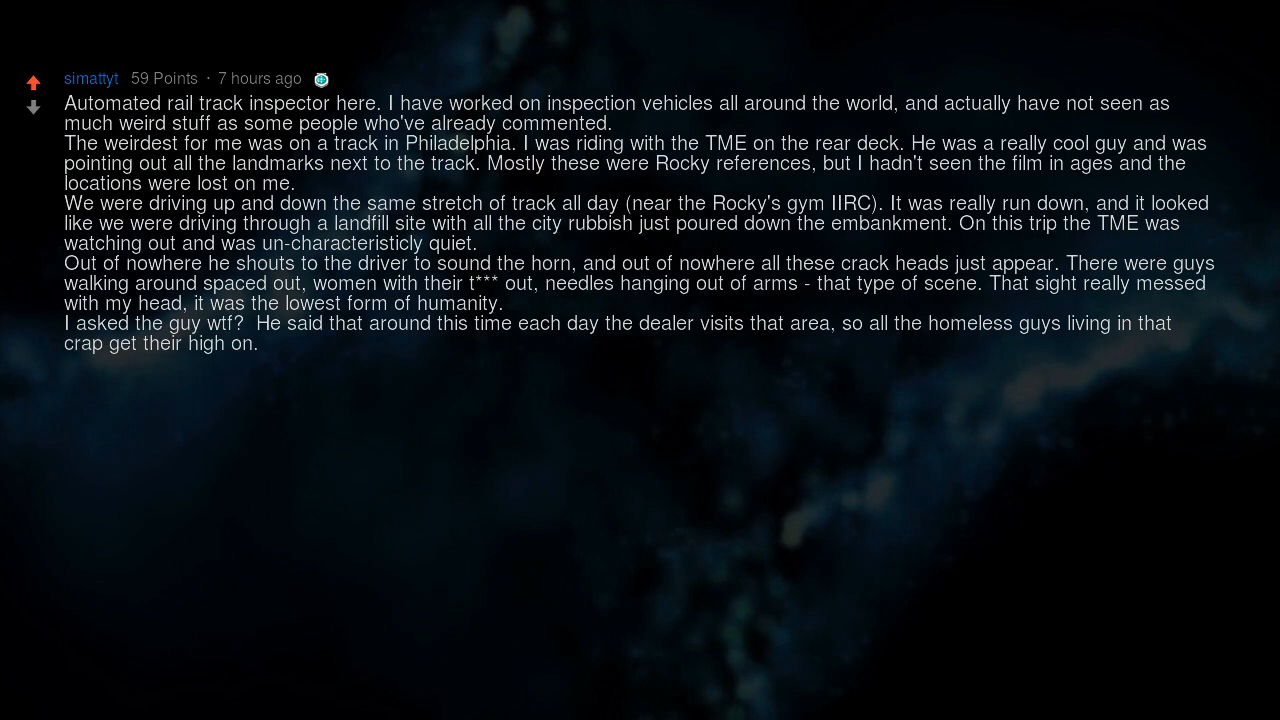 simattyt 59 Points · 7 hours ago
Automated rail track inspector here. I have worked on inspection vehicles all around the world, and actually have not seen as
much weird stuff as some people who've already commented.
The weirdest for me was on a track in Philadelphia. I was riding with the TME on the rear deck. He was a really cool guy and was
pointing out all the landmarks next to the track. Mostly these were Rocky references, but I hadn't seen the film in ages and the
locations were lost on me.
We were driving up and down the same stretch of track all day (near the Rocky's gym IIRC). It was really run down, and it looked
like we were driving through a landfill site with all the city rubbish just poured down the embankment. On this trip the TME was
watching out and was un-characteristicly quiet.
Out of nowhere he shouts to the driver to sound the horn, and out of nowhere all these crack heads just appear. There were guys
walking around spaced out, women with their t*** out, needles hanging out of arms - that type of scene. That sight really messed
with my head, it was the lowest form of humanity.
I asked the guy wtf?  He said that around this time each day the dealer visits that area, so all the homeless guys living in that
crap get their high on.